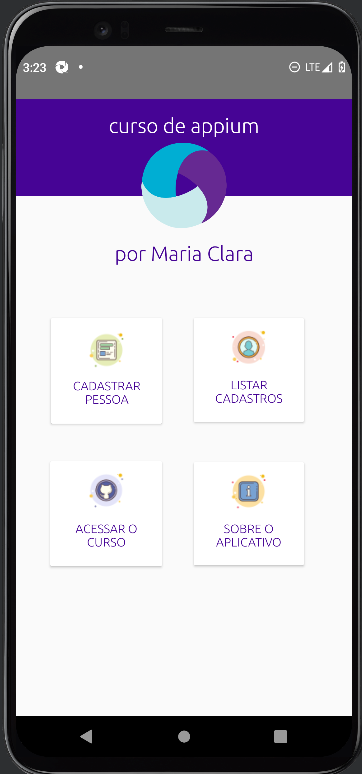 3:23
LTE
curso de appium
por Maria Clara
CADASTRAR
PESSOA
LISTAR
CADASTROS
ACESSAR O
CURSO
SOBRE O
APLICATIVO